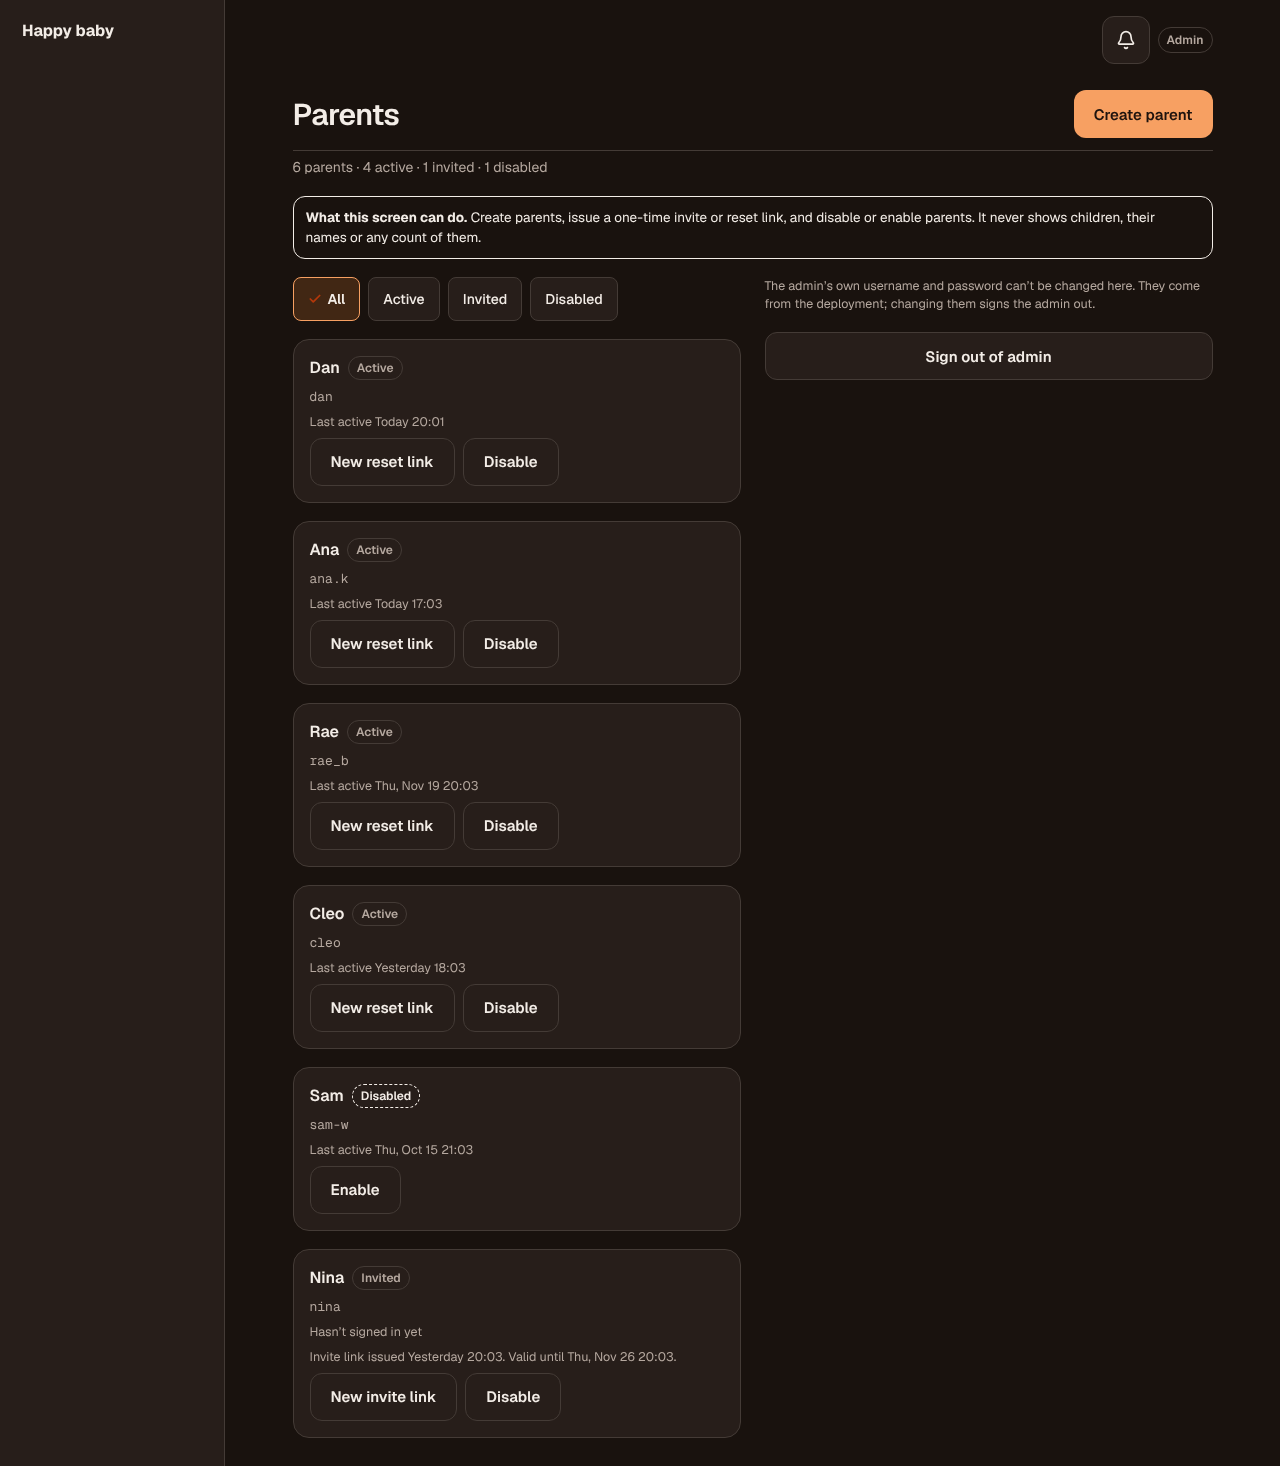 Happy baby
Admin
Parents
Create parent
6 parents · 4 active · 1 invited · 1 disabled
What this screen can do. Create parents, issue a one-time invite or reset link, and disable or enable parents. It never shows children, their
names or any count of them.
All
Active
Invited
Disabled
The admin’s own username and password can’t be changed here. They come
from the deployment; changing them signs the admin out.
Sign out of admin
Dan
Active
dan
Last active Today 20:01
New reset link
Disable
Ana
Active
ana.k
Last active Today 17:03
New reset link
Disable
Rae
Active
rae_b
Last active Thu, Nov 19 20:03
New reset link
Disable
Cleo
Active
cleo
Last active Yesterday 18:03
New reset link
Disable
Sam
Disabled
sam-w
Last active Thu, Oct 15 21:03
Enable
Nina
Invited
nina
Hasn’t signed in yet
Invite link issued Yesterday 20:03. Valid until Thu, Nov 26 20:03.
New invite link
Disable